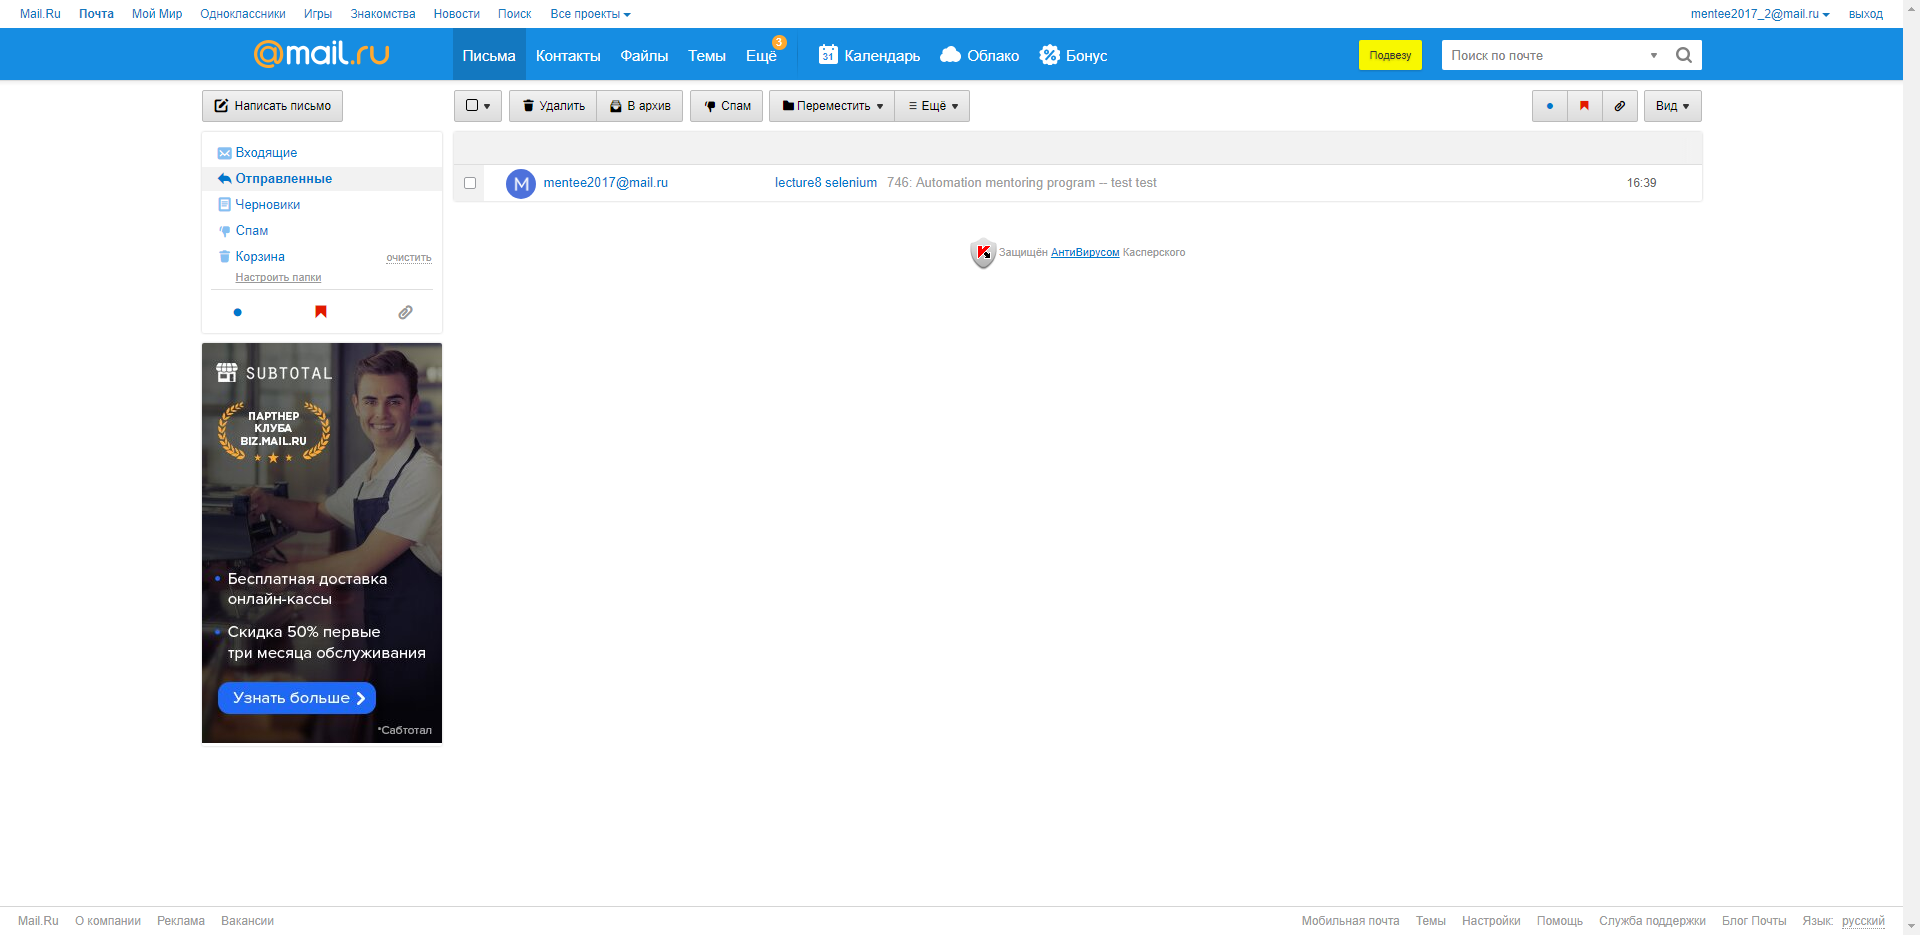 Mail.Ru Почта Мой Мир Одноклассники Игры Знакомства Новости Поиск Все проекты mentee2017_2@mail.ru выход
@mail.ru Письма Контакты Файлы Темы Ещё 3 31 Календарь Облако Бонус Подвезу Поиск по почте
Написать письмо Удалить В архив Спам Переместить Ещё Вид
Входящие
Отправленные
Черновики
Спам
Корзина очистить
Настроить папки
M mentee2017@mail.ru lecture8 selenium 746: Automation mentoring program -- test test 16:39
Защищён АнтиВирусом Касперского
SUBTOTAL
ПАРТНЕР
КЛУБА
BIZ.MAIL.RU
Бесплатная доставка
онлайн-кассы
Скидка 50% первые
три месяца обслуживания
Узнать больше
*Сабтотал
Mail.Ru О компании Реклама Вакансии Мобильная почта Темы Настройки Помощь Служба поддержки Блог Почты Язык: русский